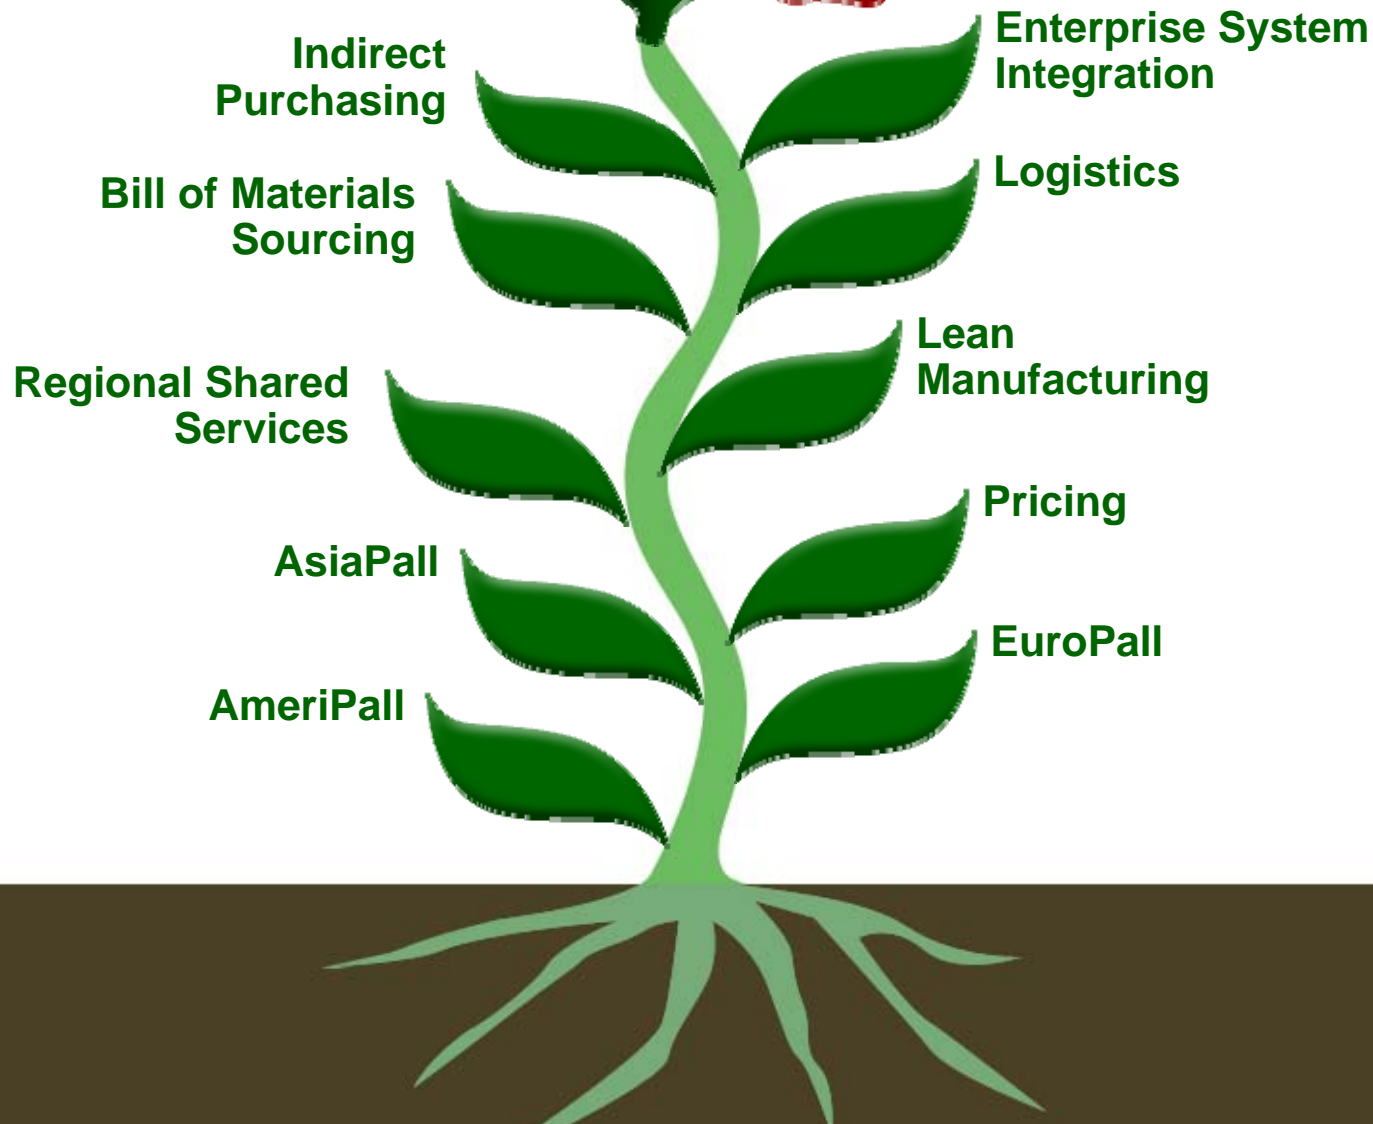 Indirect
Purchasing
Enterprise System
Integration
Bill of Materials
Sourcing
Logistics
Regional Shared
Services
Lean
Manufacturing
AsiaPall
Pricing
AmeriPall
EuroPall